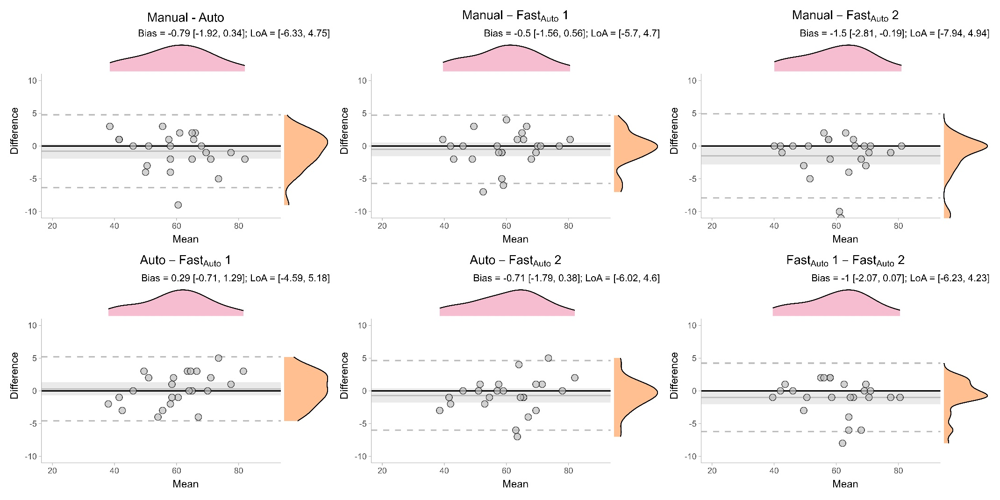 Manual - Auto
Bias = -0.79 [-1.92, 0.34]; LoA = [-6.33, 4.75]
10
5
0
-5
-10
Difference
20 40 60 80
Mean
Manual – FastAuto 1
Bias = -0.5 [-1.56, 0.56]; LoA = [-5.7, 4.7]
10
5
0
-5
-10
Difference
20 40 60 80
Mean
Manual – FastAuto 2
Bias = -1.5 [-2.81, -0.19]; LoA = [-7.94, 4.94]
10
5
0
-5
-10
Difference
20 40 60 80
Mean
Auto – FastAuto 1
Bias = 0.29 [-0.71, 1.29]; LoA = [-4.59, 5.18]
10
5
0
-5
-10
Difference
20 40 60 80
Mean
Auto – FastAuto 2
Bias = -0.71 [-1.79, 0.38]; LoA = [-6.02, 4.6]
10
5
0
-5
-10
Difference
20 40 60 80
Mean
FastAuto 1 – FastAuto 2
Bias = -1 [-2.07, 0.07]; LoA = [-6.23, 4.23]
10
5
0
-5
-10
Difference
20 40 60 80
Mean